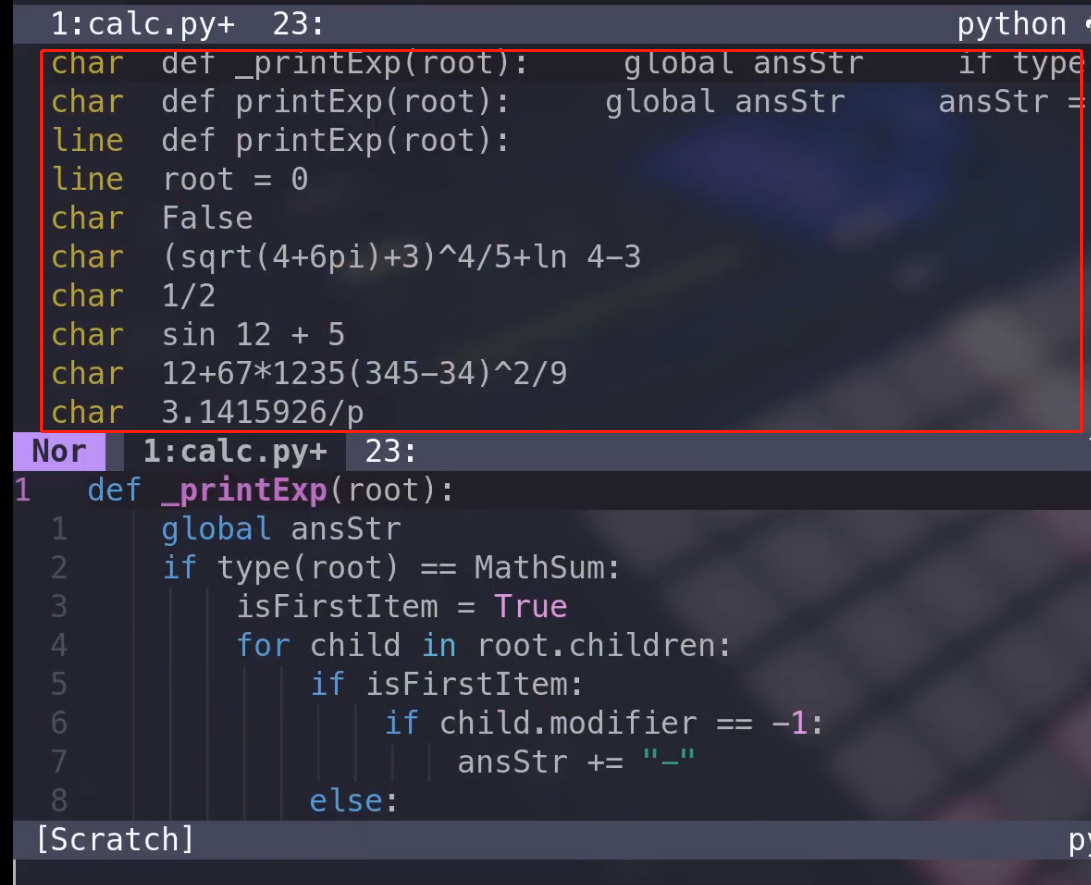 1:calc.py+  23:  python
char  def _printExp(root):     global ansStr     if type
char  def printExp(root):     global ansStr     ansStr =
line  def printExp(root):
line  root = 0
char  False
char  (sqrt(4+6pi)+3)^4/5+ln 4-3
char  1/2
char  sin 12 + 5
char  12+67*1235(345-34)^2/9
char  3.1415926/p
Nor  1:calc.py+  23:
1   def _printExp(root):
1       global ansStr
2       if type(root) == MathSum:
3           isFirstItem = True
4           for child in root.children:
5               if isFirstItem:
6                   if child.modifier == -1:
7                       ansStr += "-"
8               else:
[Scratch]  py